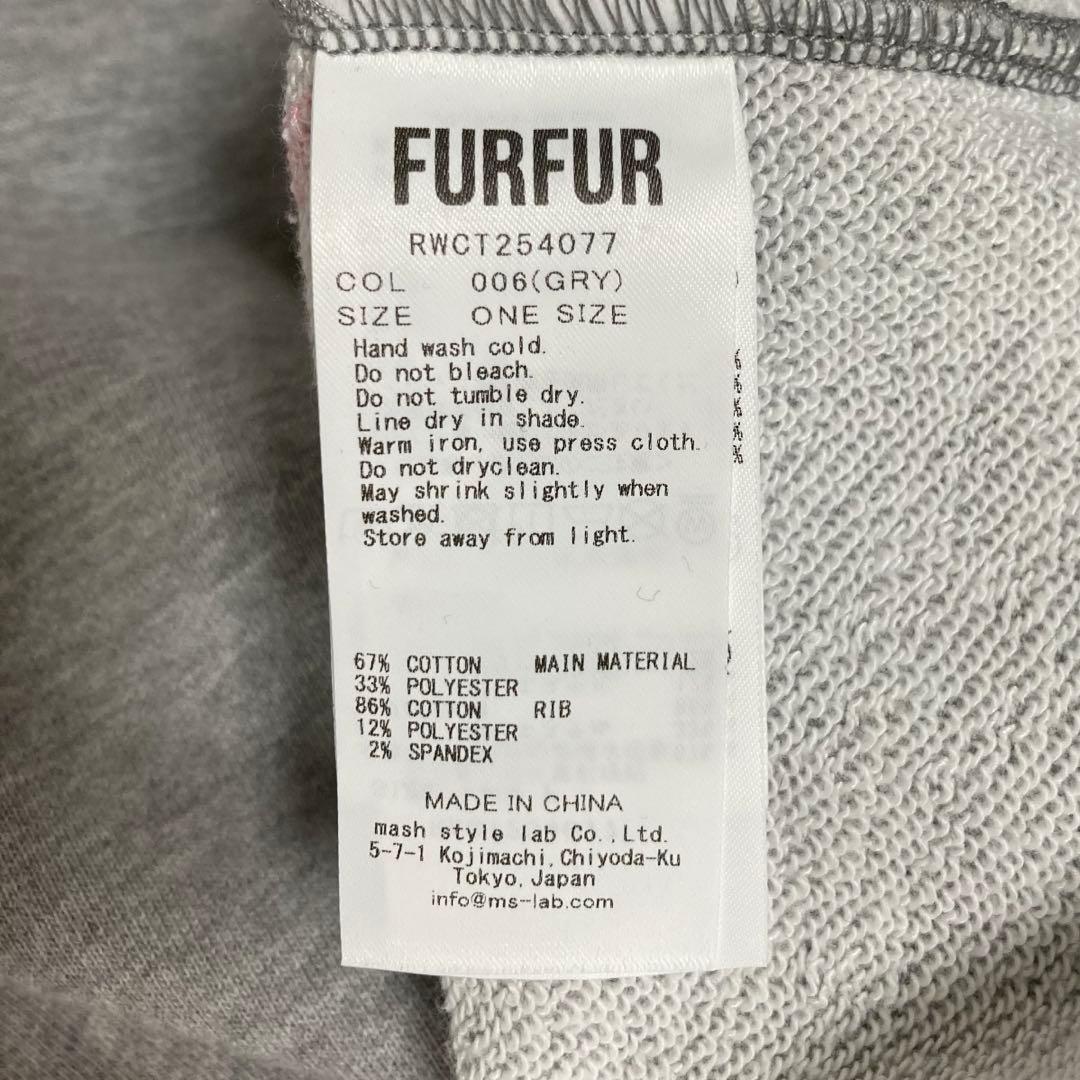 FURFUR
RWCT254077
COL 006(GRY)
SIZE ONE SIZE
Hand wash cold.
Do not bleach.
Do not tumble dry.
Line dry in shade.
Warm iron, use press cloth.
Do not dryclean.
May shrink slightly when
washed.
Store away from light.
67% COTTON MAIN MATERIAL
33% POLYESTER
86% COTTON RIB
12% POLYESTER
2% SPANDEX
MADE IN CHINA
mash style lab Co.,Ltd.
5-7-1 Kojimachi,Chiyoda-Ku
Tokyo,Japan
info@ms-lab.com